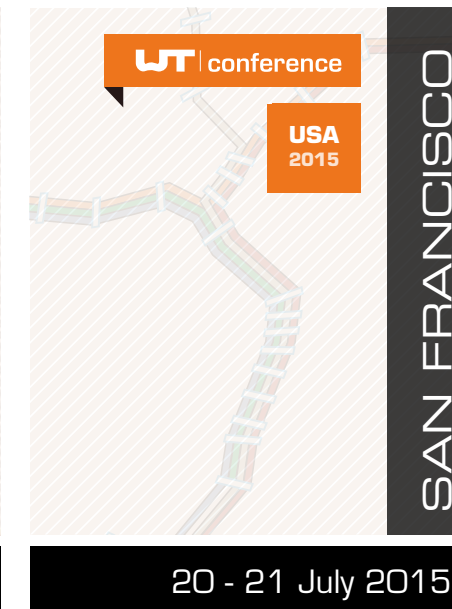 WT conference
USA
2015
SAN FRANCISCO
20 - 21 July 2015